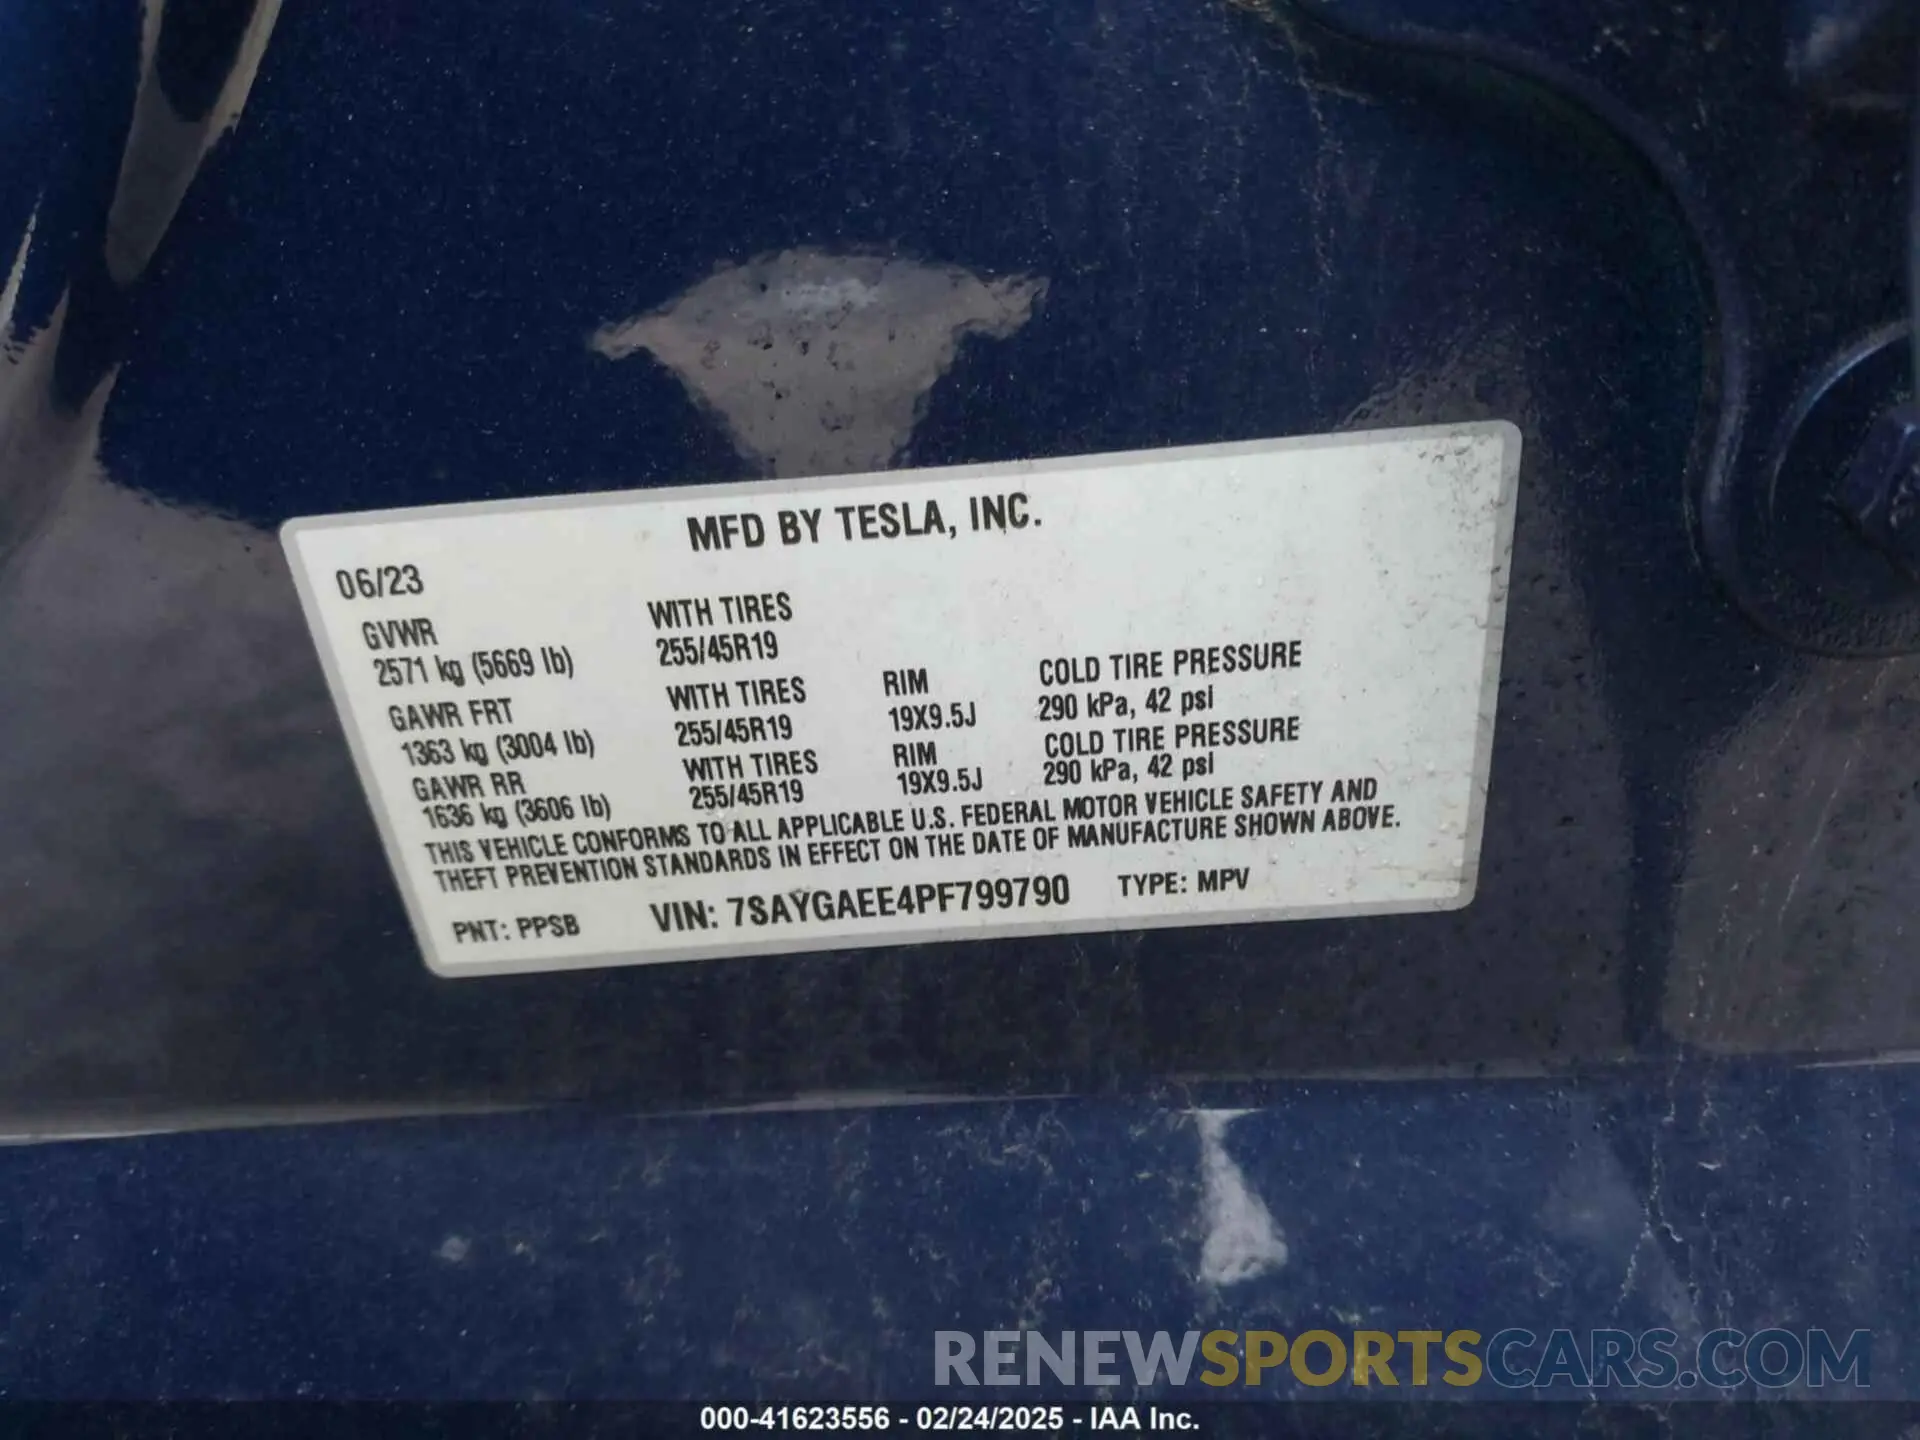 MFD BY TESLA, INC.
06/23
GVWR WITH TIRES
2571 kg (5669 lb) 255/45R19
GAWR FRT WITH TIRES RIM COLD TIRE PRESSURE
1363 kg (3004 lb) 255/45R19 19X9.5J 290 kPa, 42 psi
GAWR RR WITH TIRES RIM COLD TIRE PRESSURE
1636 kg (3606 lb) 255/45R19 19X9.5J 290 kPa, 42 psi
THIS VEHICLE CONFORMS TO ALL APPLICABLE U.S. FEDERAL MOTOR VEHICLE SAFETY AND
THEFT PREVENTION STANDARDS IN EFFECT ON THE DATE OF MANUFACTURE SHOWN ABOVE.
PNT: PPSB VIN: 7SAYGAEE4PF799790 TYPE: MPV
RENEWSPORTSCARS.COM
000-41623556 - 02/24/2025 - IAA Inc.